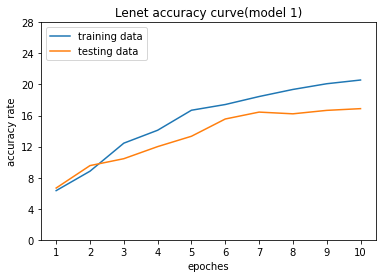 Lenet accuracy curve(model 1)
training data
testing data
28
24
20
16
12
8
4
0
accuracy rate
1 2 3 4 5 6 7 8 9 10
epoches